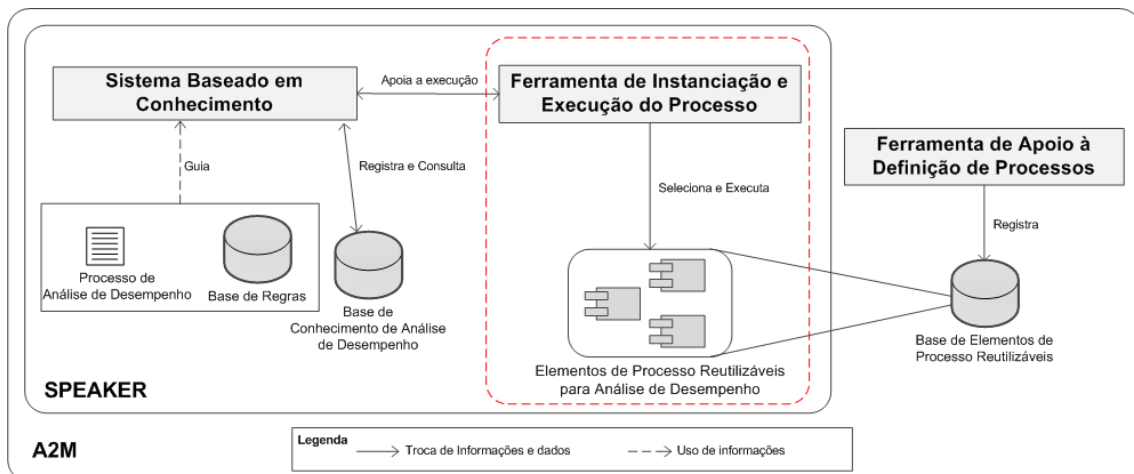 Sistema Baseado em
Conhecimento
Apoia a execução
Ferramenta de Instanciação e
Execução do Processo
Ferramenta de Apoio à
Definição de Processos
Guia
Registra e Consulta
Seleciona e Executa
Registra
Processo de
Análise de Desempenho
Base de Regras
Base de
Conhecimento de Análise
de Desempenho
Elementos de Processo Reutilizáveis
para Análise de Desempenho
Base de Elementos de
Processo Reutilizáveis
SPEAKER
A2M
Legenda
Troca de Informações e dados
Uso de informações